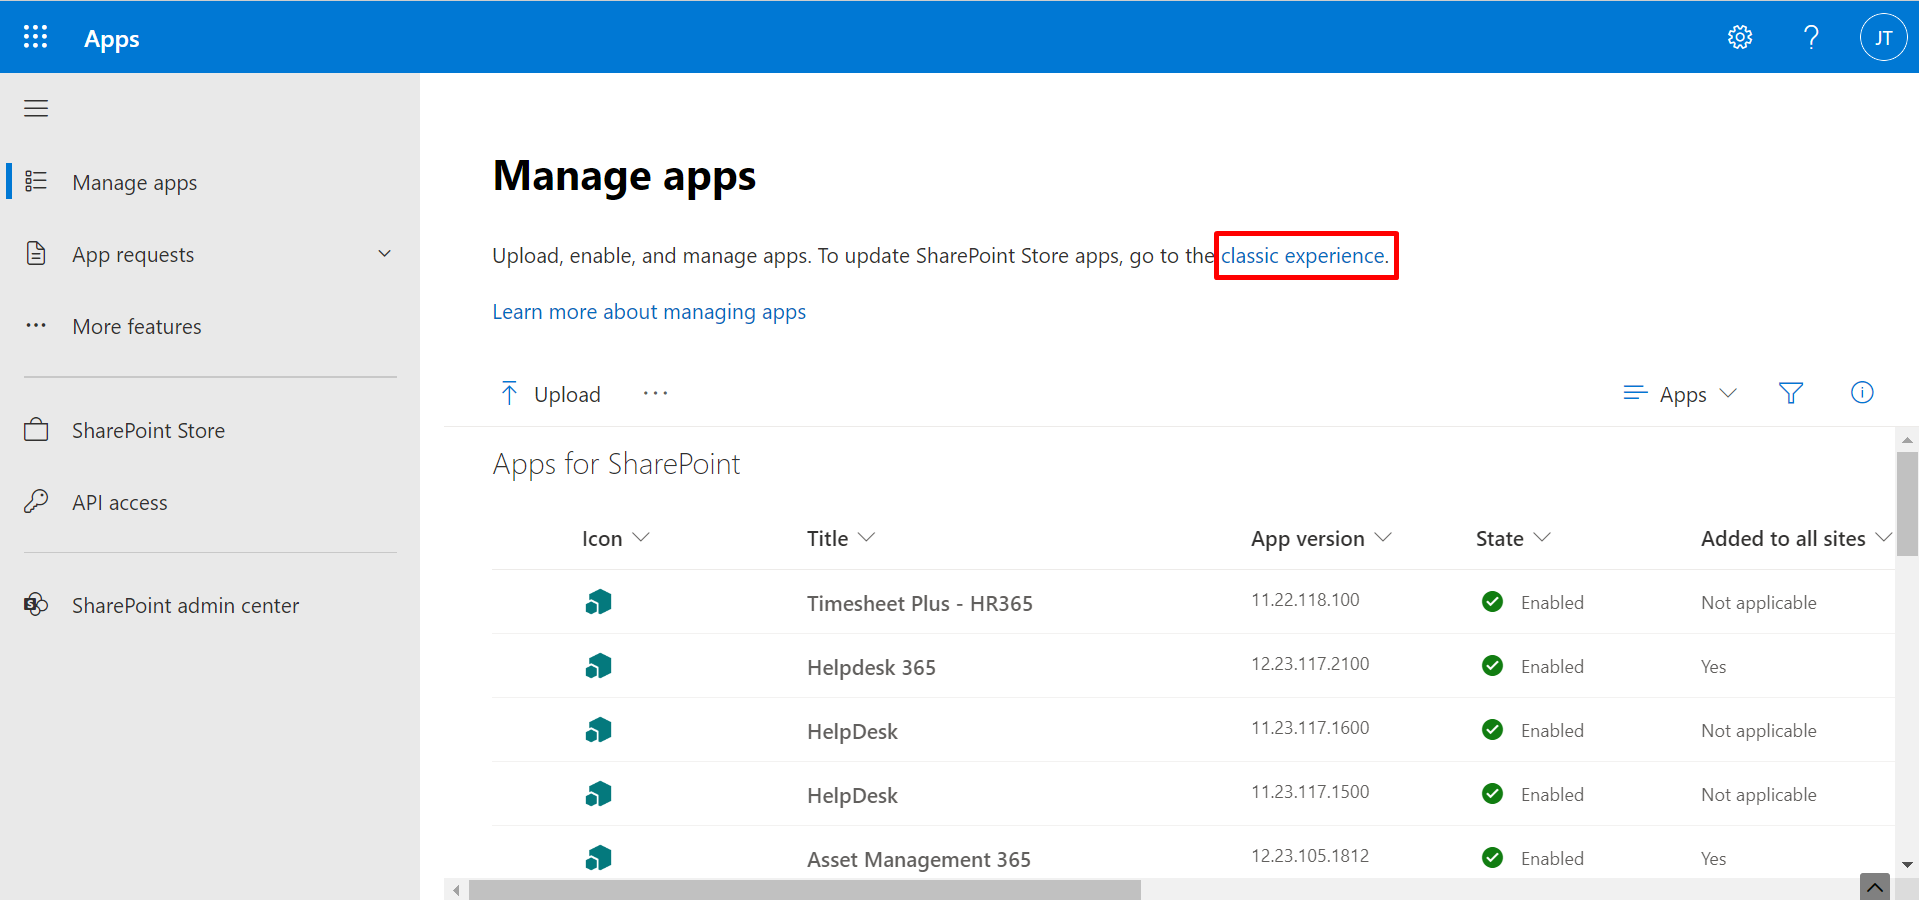 Apps
JT
Manage apps
App requests
More features
SharePoint Store
API access
SharePoint admin center
Manage apps
Upload, enable, and manage apps. To update SharePoint Store apps, go to the classic experience.
Learn more about managing apps
Upload
Apps
Apps for SharePoint
Icon Title App version State Added to all sites
Timesheet Plus - HR365 11.22.118.100 Enabled Not applicable
Helpdesk 365 12.23.117.2100 Enabled Yes
HelpDesk 11.23.117.1600 Enabled Not applicable
HelpDesk 11.23.117.1500 Enabled Not applicable
Asset Management 365 12.23.105.1812 Enabled Yes